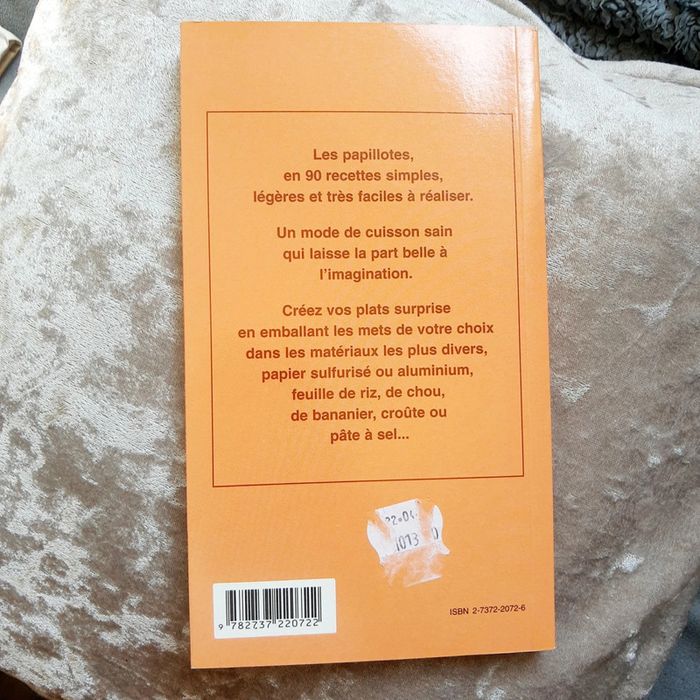 Les papillotes,
en 90 recettes simples,
légères et très faciles à réaliser.
Un mode de cuisson sain
qui laisse la part belle à
l'imagination.
Créez vos plats surprise
en emballant les mets de votre choix
dans les matériaux les plus divers,
papier sulfurisé ou aluminium,
feuille de riz, de chou,
de bananier, croûte ou
pâte à sel...
ISBN 2-7372-2072-6
9 782737 220722